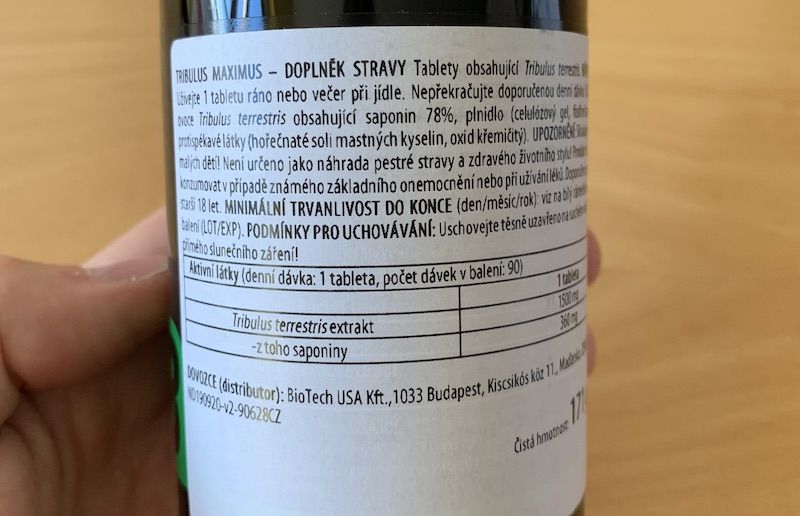 TRIBULUS MAXIMUS – DOPLNĚK STRAVY Tablety obsahující Tribulus terrestris.
Užívejte 1 tabletu ráno nebo večer při jídle. Nepřekračujte doporučenou denní dávku!
ovoce Tribulus terrestris obsahující saponin 78%, plnidlo (celulózový gel,
protispékavé látky (hořečnaté soli mastných kyselin, oxid křemičitý). UPOZORNĚNÍ:
malých dětí! Není určeno jako náhrada pestré stravy a zdravého životního stylu! Produkt
konzumovat v případě známého základního onemocnění nebo při užívání léků.
starší 18 let. MINIMÁLNÍ TRVANLIVOST DO KONCE (den/měsíc/rok): viz na bílý
balení (LOT/EXP). PODMÍNKY PRO UCHOVÁVÁNÍ: Uschovejte těsně uzavřeno na
přímého slunečního záření!
Aktivní látky (denní dávka: 1 tableta, počet dávek v balení: 90)
1 tableta
Tribulus terrestris extrakt 1500 mg
-z toho saponiny 360 mg
DOVOZCE (distributor): BioTech USA Kft., 1033 Budapest, Kiscsikós köz 11.,
ND190920-v2-90628CZ
Čistá hmotnost: 171